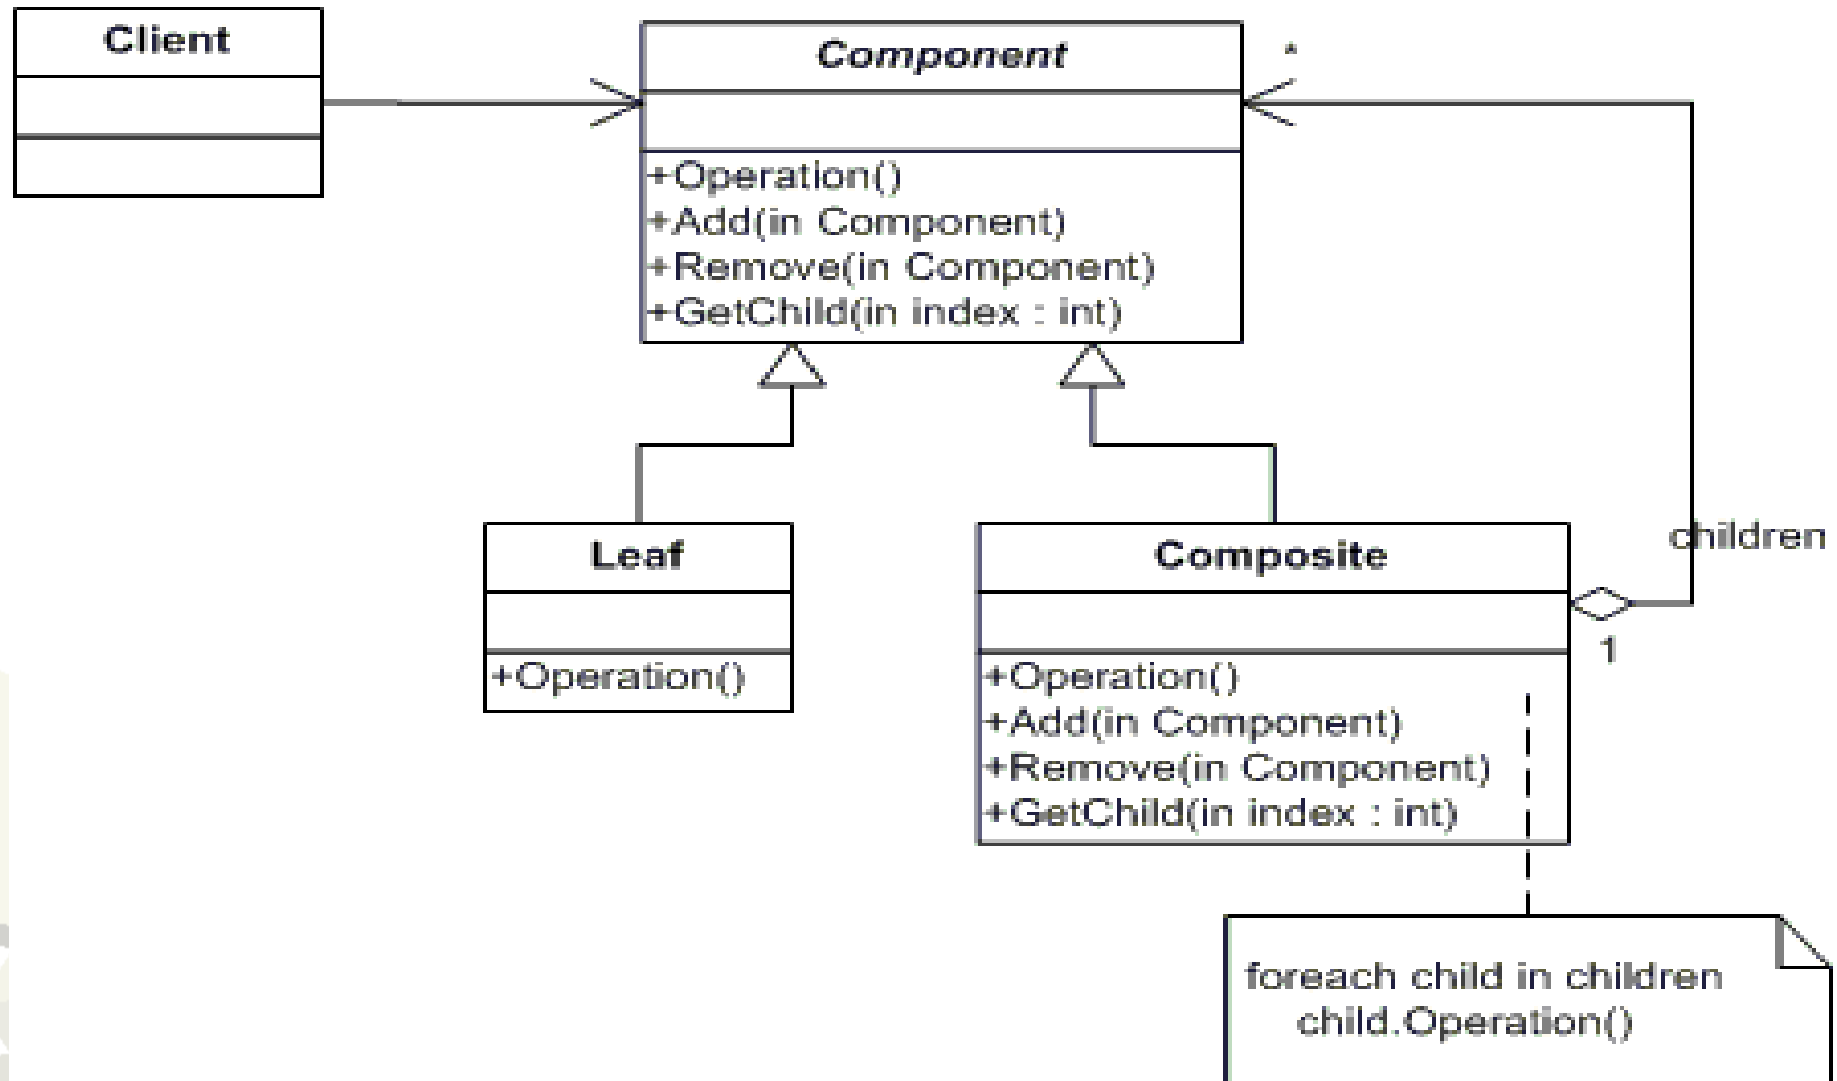 Client
Component
*
+Operation()
+Add(in Component)
+Remove(in Component)
+GetChild(in index : int)
Leaf
+Operation()
Composite
children
1
+Operation()
+Add(in Component)
+Remove(in Component)
+GetChild(in index : int)
foreach child in children
child.Operation()